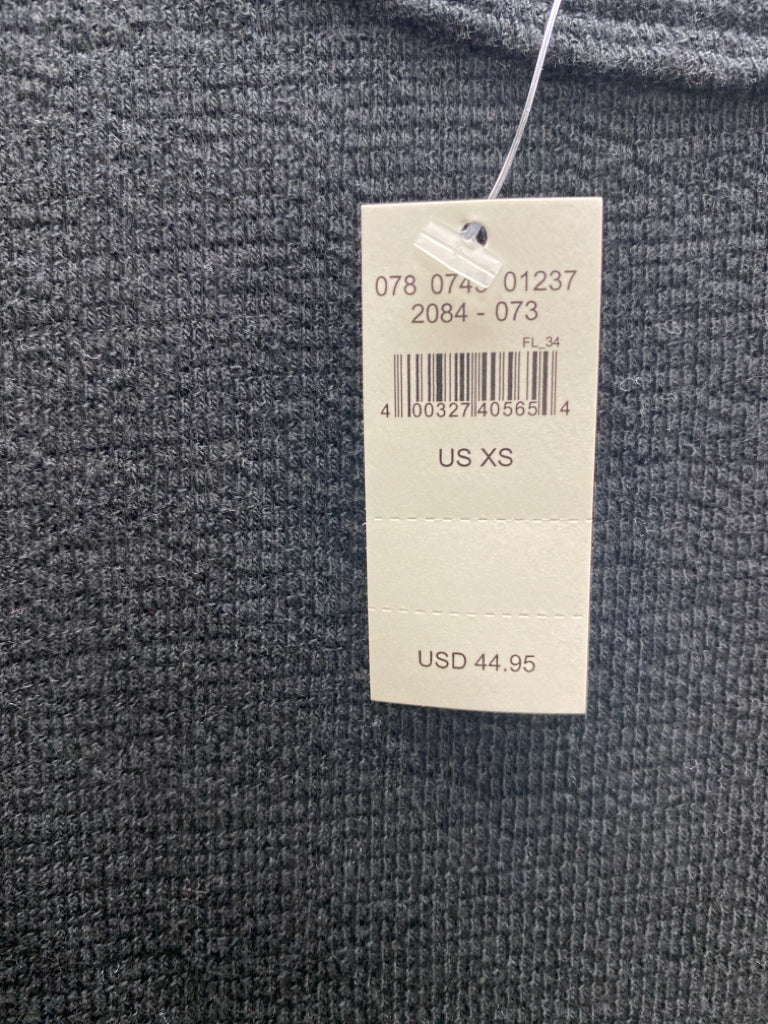 078 01237
2084 - 073
FL_34
4 00327 40565 4
US XS
USD 44.95